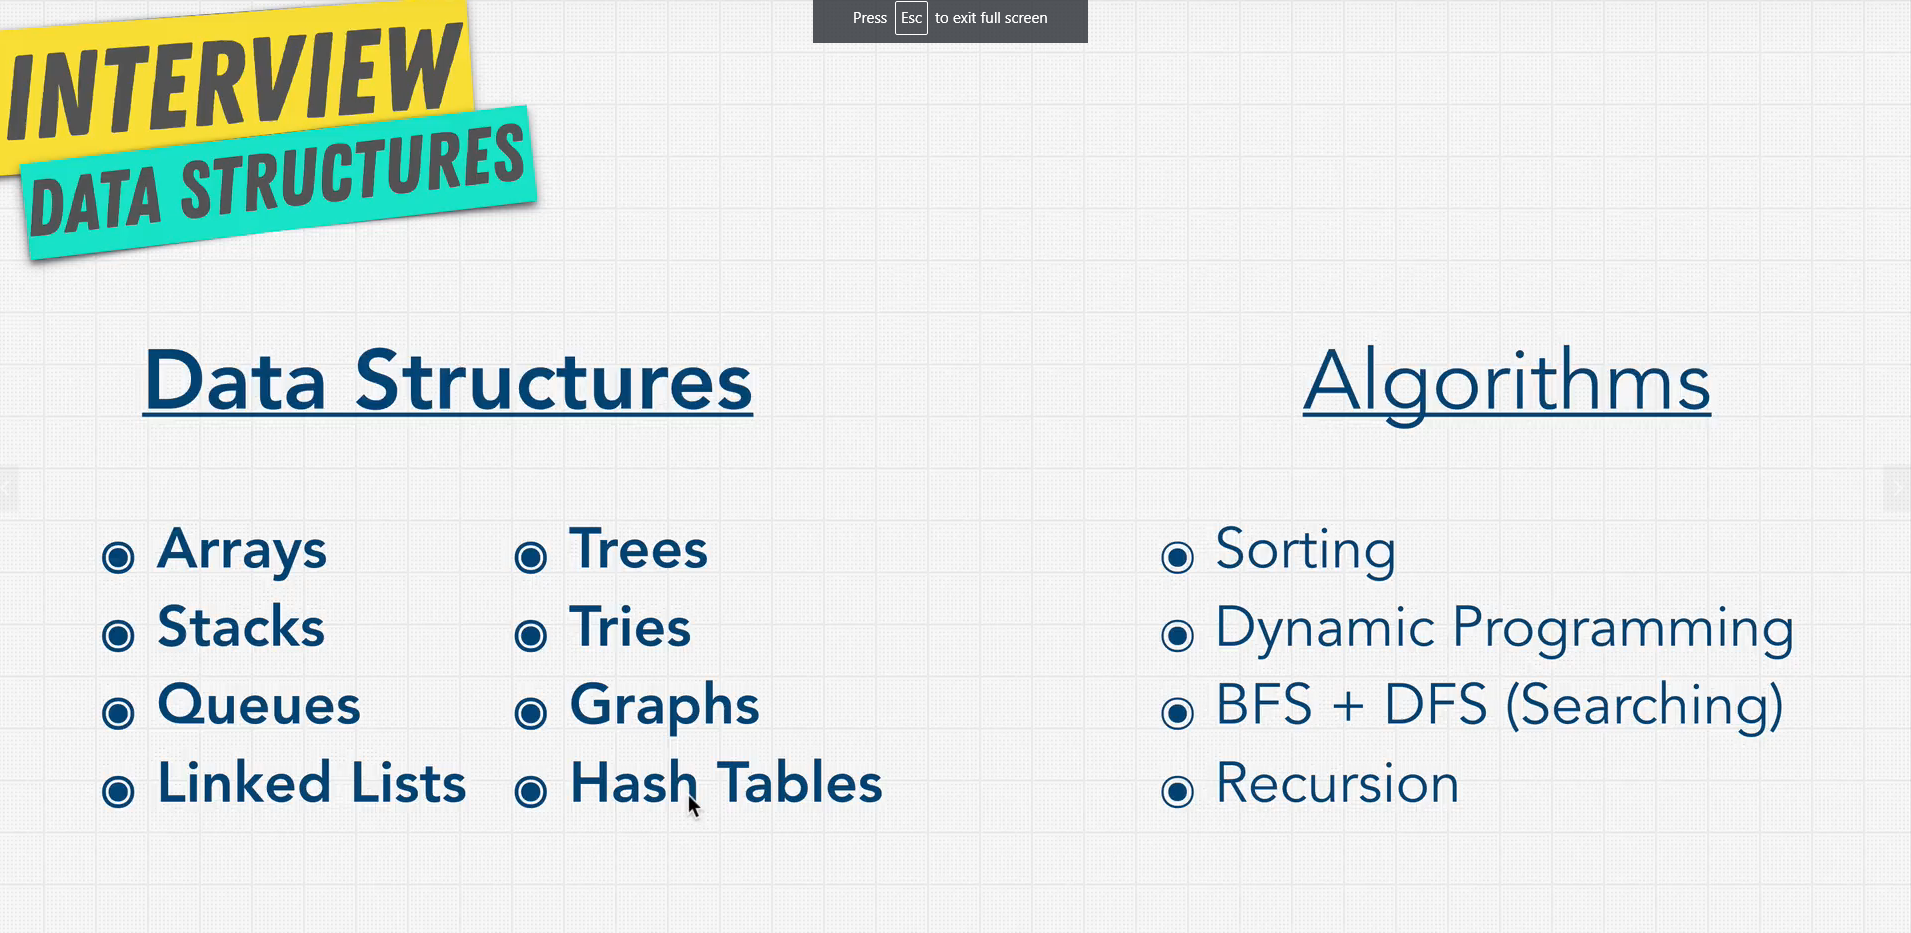 INTERVIEW
DATA STRUCTURES
Press Esc to exit full screen
Data Structures
Arrays
Stacks
Queues
Linked Lists
Trees
Tries
Graphs
Hash Tables
Algorithms
Sorting
Dynamic Programming
BFS + DFS (Searching)
Recursion